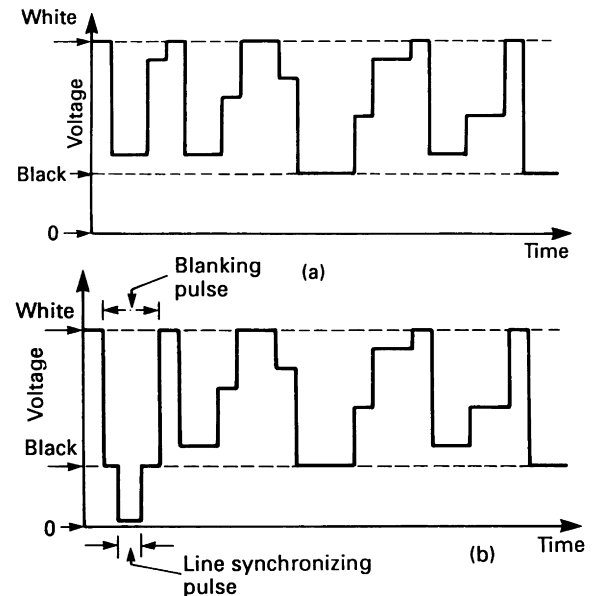 White
Voltage
Black
0
Time
(a)
Blanking
pulse
White
Voltage
Black
0
Time
(b)
Line synchronizing
pulse